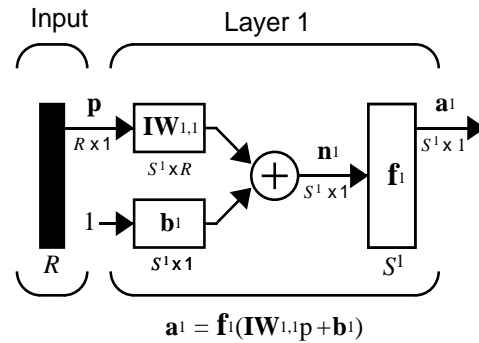 Input
Layer 1
p
R x 1
IW1,1
S1 x R
1
b1
S1 x 1
n1
S1 x 1
f1
a1
S1 x 1
R
S1
a1 = f1(IW1,1p+b1)